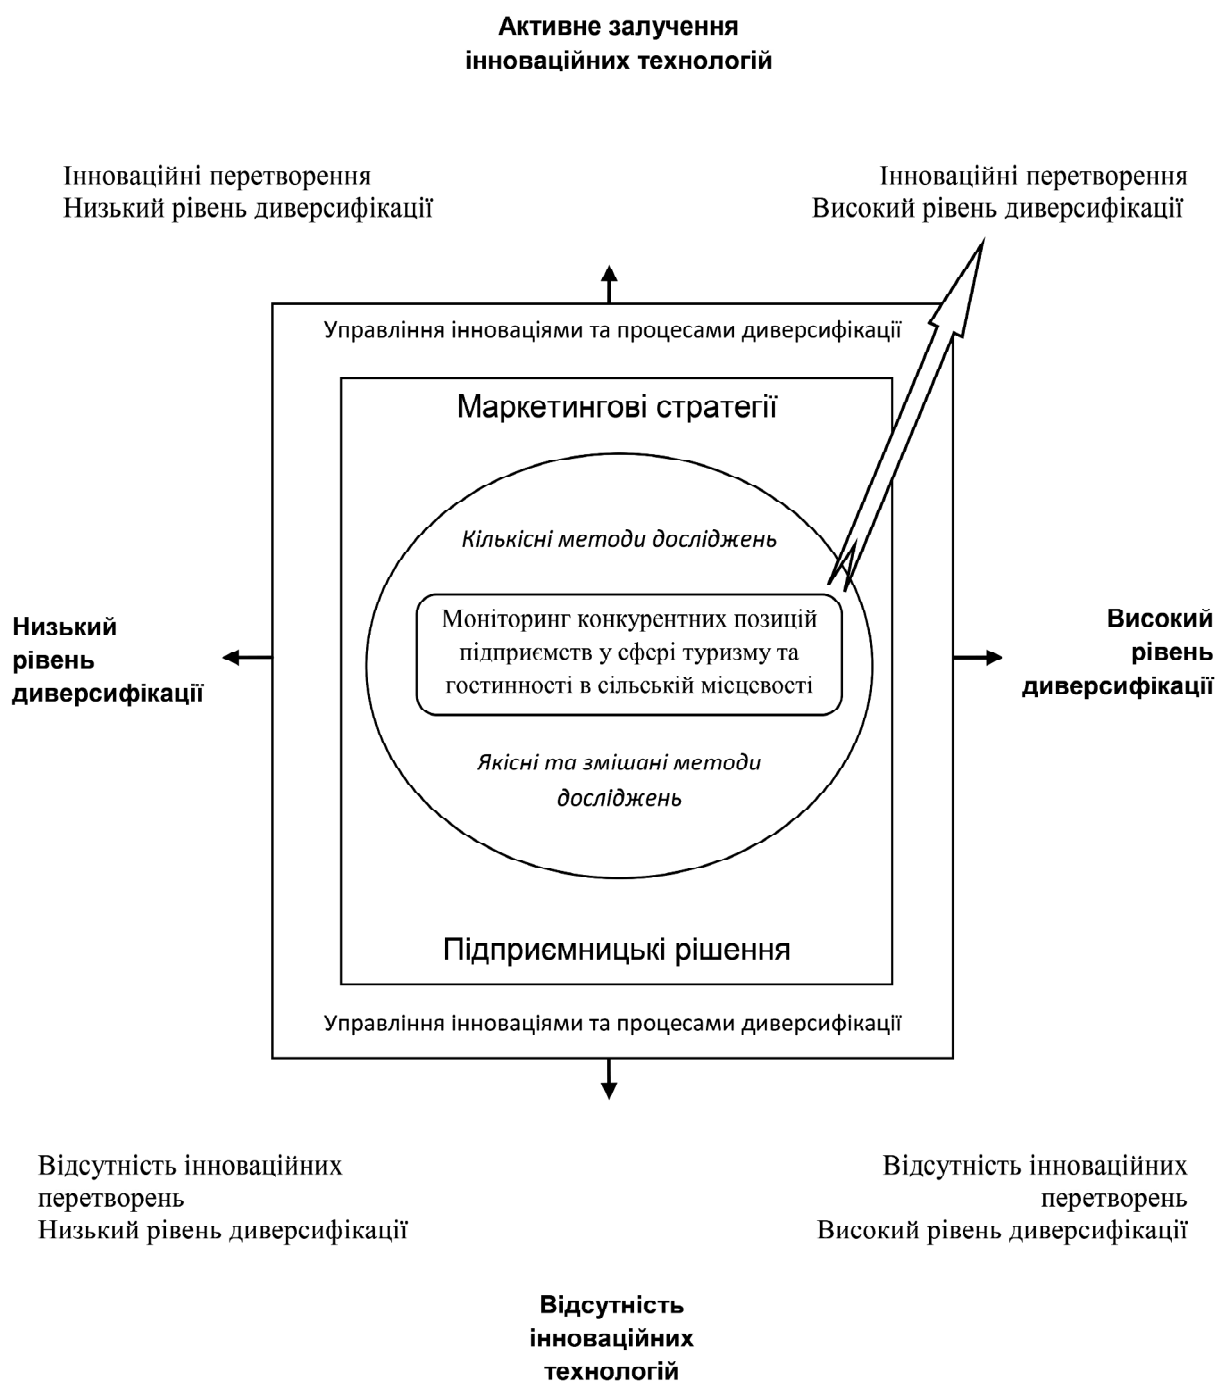 Активне залучення
інноваційних технологій
Інноваційні перетворення
Низький рівень диверсифікації
Інноваційні перетворення
Високий рівень диверсифікації
Управління інноваціями та процесами диверсифікації
Маркетингові стратегії
Кількісні методи досліджень
Низький
рівень
диверсифікації
Моніторинг конкурентних позицій
підприємств у сфері туризму та
гостинності в сільській місцевості
Високий
рівень
диверсифікації
Якісні та змішані методи
досліджень
Підприємницькі рішення
Управління інноваціями та процесами диверсифікації
Відсутність інноваційних
перетворень
Низький рівень диверсифікації
Відсутність інноваційних
перетворень
Високий рівень диверсифікації
Відсутність
інноваційних
технологій